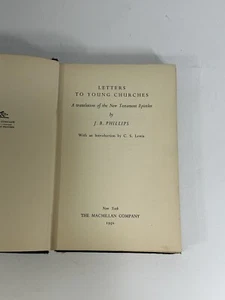 LETTERS
TO YOUNG CHURCHES
A translation of the New Testament Epistles
by
J. B. PHILLIPS
With an Introduction by C. S. Lewis
New York
THE MACMILLAN COMPANY
1950